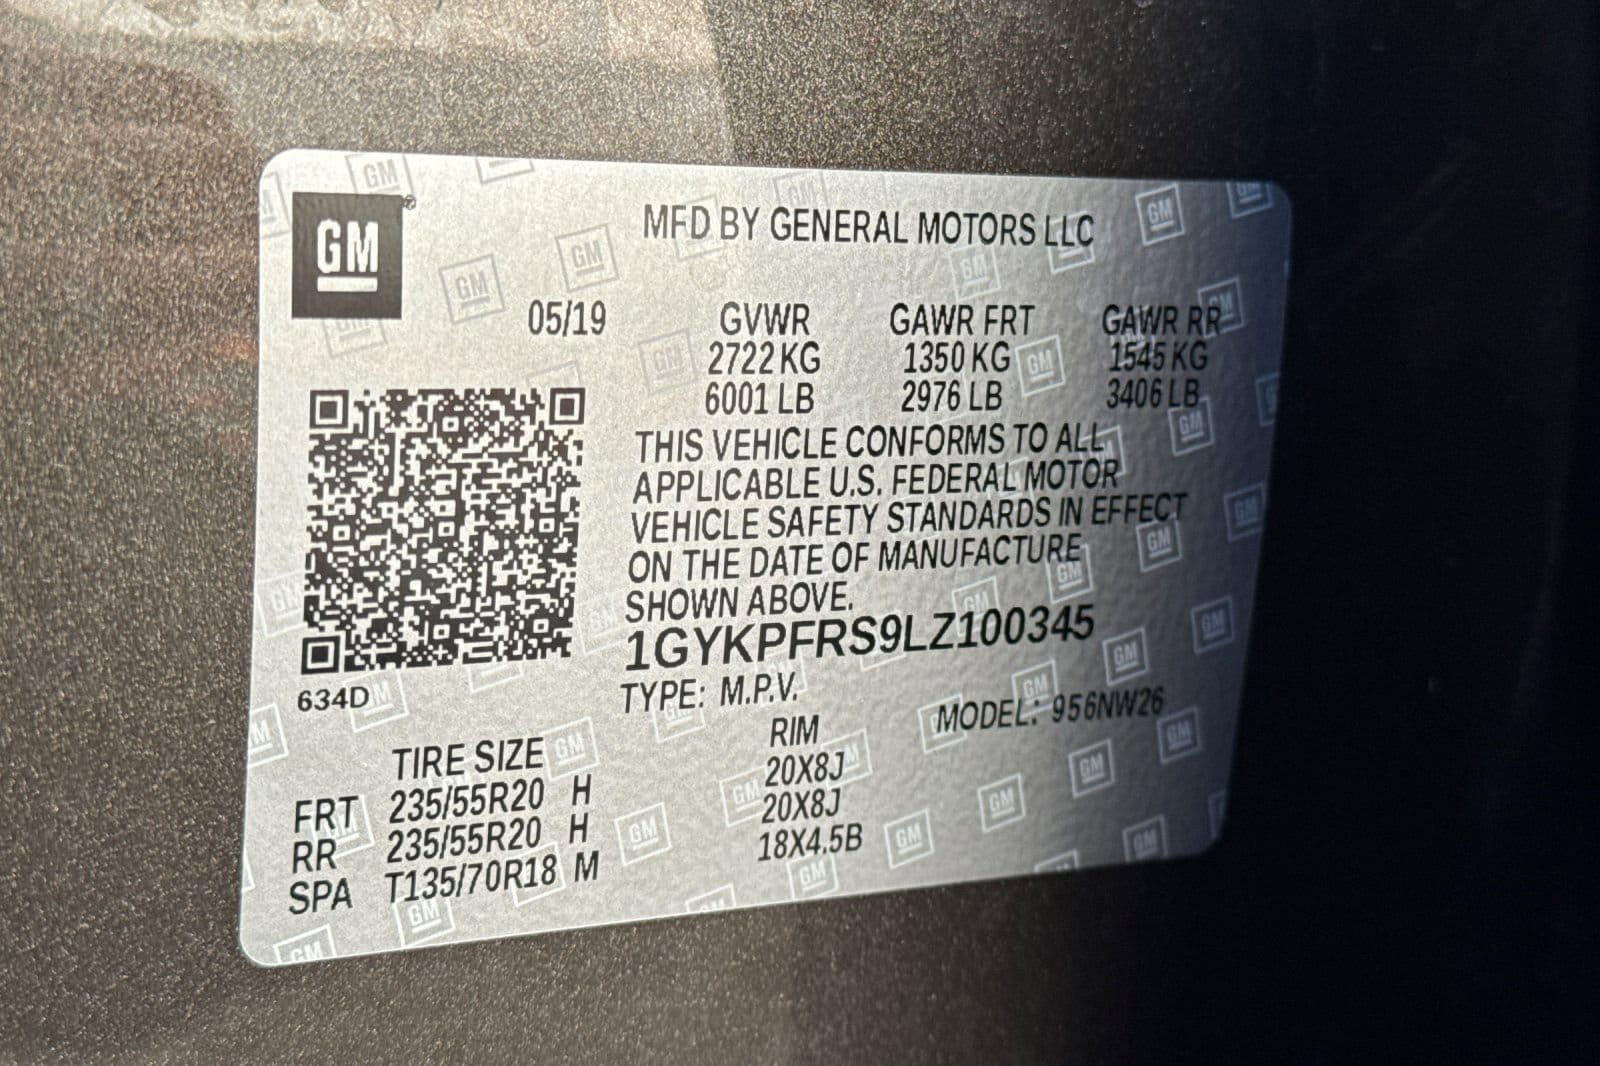 GM®
MFD BY GENERAL MOTORS LLC
05/19 GVWR GAWR FRT GAWR RR
2722 KG 1350 KG 1545 KG
6001 LB 2976 LB 3406 LB
THIS VEHICLE CONFORMS TO ALL
APPLICABLE U.S. FEDERAL MOTOR
VEHICLE SAFETY STANDARDS IN EFFECT
ON THE DATE OF MANUFACTURE
SHOWN ABOVE.
1GYKPFRS9LZ100345
634D
TYPE: M.P.V. MODEL: 956NW26
TIRE SIZE RIM
FRT 235/55R20 H 20X8J
RR 235/55R20 H 20X8J
SPA T135/70R18 M 18X4.5B